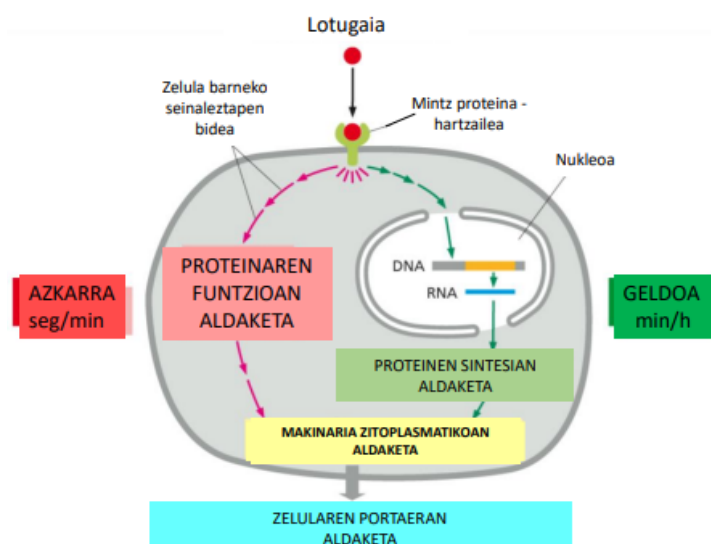 Lotugaia
Zelula barneko
seinaleztapen
bidea
Mintz proteina -
hartzailea
Nukleoa
DNA
RNA
PROTEINAREN
FUNTZIOAN
ALDAKETA
AZKARRA
seg/min
GELDOA
min/h
PROTEINEN SINTESIAN
ALDAKETA
MAKINARIA ZITOPLASMATIKOAN
ALDAKETA
ZELULAREN PORTAERAN
ALDAKETA